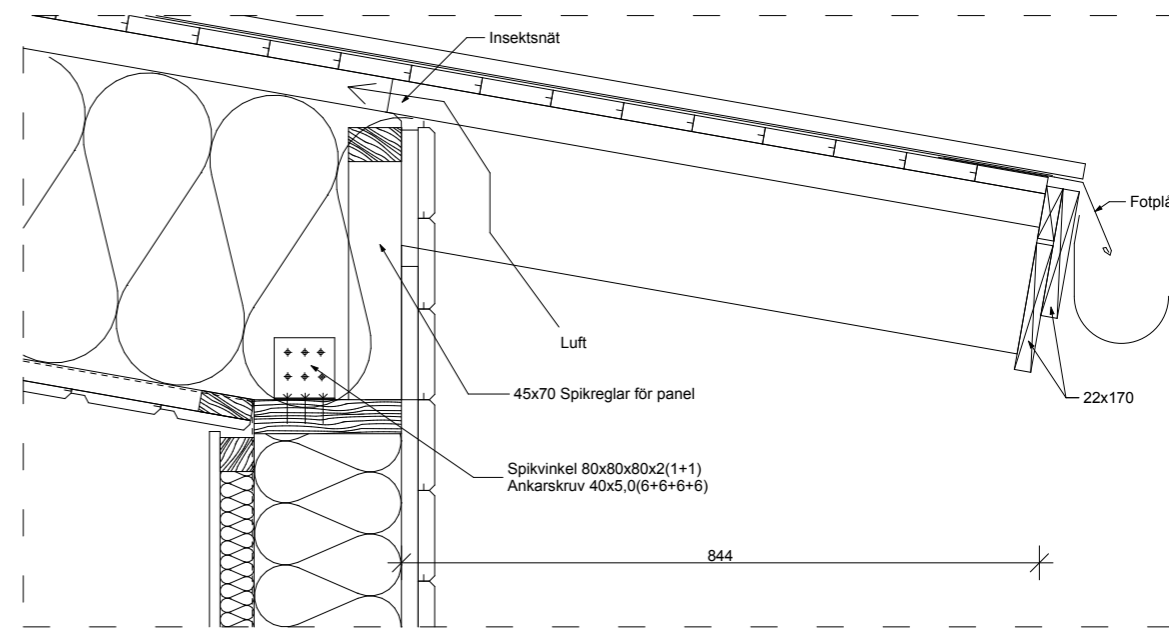 Insektsnät
Fotplå
Luft
45x70 Spikreglar för panel
22x170
Spikvinkel 80x80x80x2(1+1)
Ankarskruv 40x5,0(6+6+6+6)
844